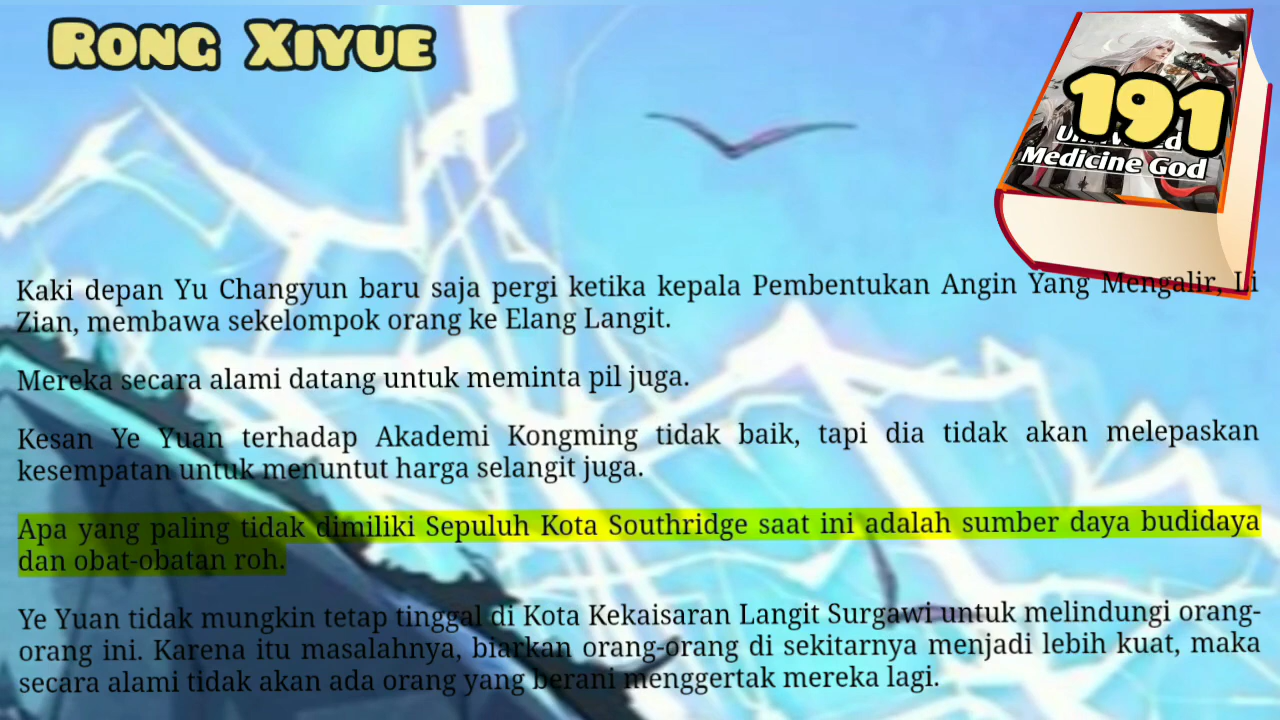 Rong Xiyue
191
Medicine God
Kaki depan Yu Changyun baru saja pergi ketika kepala Pembentukan Angin Yang Mengalir, Li
Zian, membawa sekelompok orang ke Elang Langit.
Mereka secara alami datang untuk meminta pil juga.
Kesan Ye Yuan terhadap Akademi Kongming tidak baik, tapi dia tidak akan melepaskan
kesempatan untuk menuntut harga selangit juga.
Apa yang paling tidak dimiliki Sepuluh Kota Southridge saat ini adalah sumber daya budidaya
dan obat-obatan roh.
Ye Yuan tidak mungkin tetap tinggal di Kota Kekaisaran Langit Surgawi untuk melindungi orang-
orang ini. Karena itu masalahnya, biarkan orang-orang di sekitarnya menjadi lebih kuat, maka
secara alami tidak akan ada orang yang berani menggertak mereka lagi.